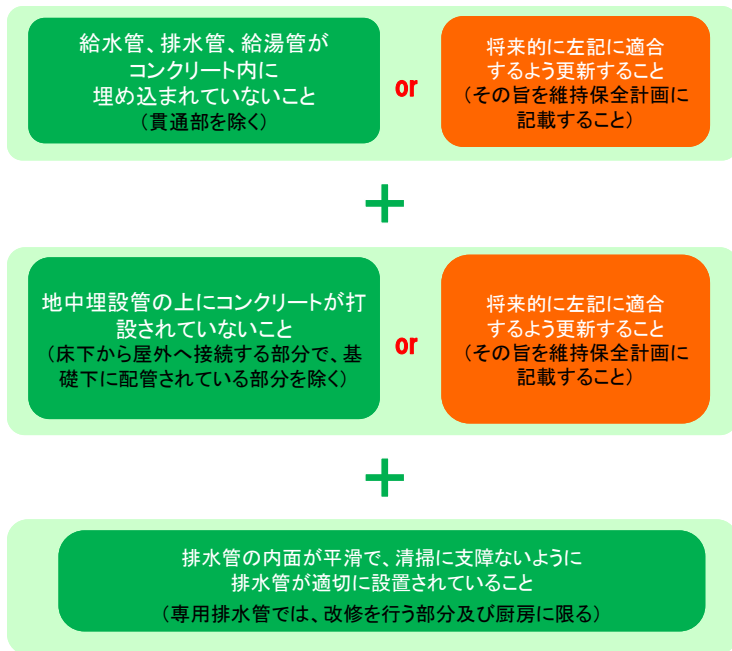 給水管、排水管、給湯管が
コンクリート内に
埋め込まれていないこと
（貫通部を除く）
or
将来的に左記に適合
するよう更新すること
（その旨を維持保全計画に
記載すること）
+
地中埋設管の上にコンクリートが打
設されていないこと
（床下から屋外へ接続する部分で、基
礎下に配管されている部分を除く）
or
将来的に左記に適合
するよう更新すること
（その旨を維持保全計画に
記載すること）
+
排水管の内面が平滑で、清掃に支障ないように
排水管が適切に設置されていること
（専用排水管では、改修を行う部分及び厨房に限る）